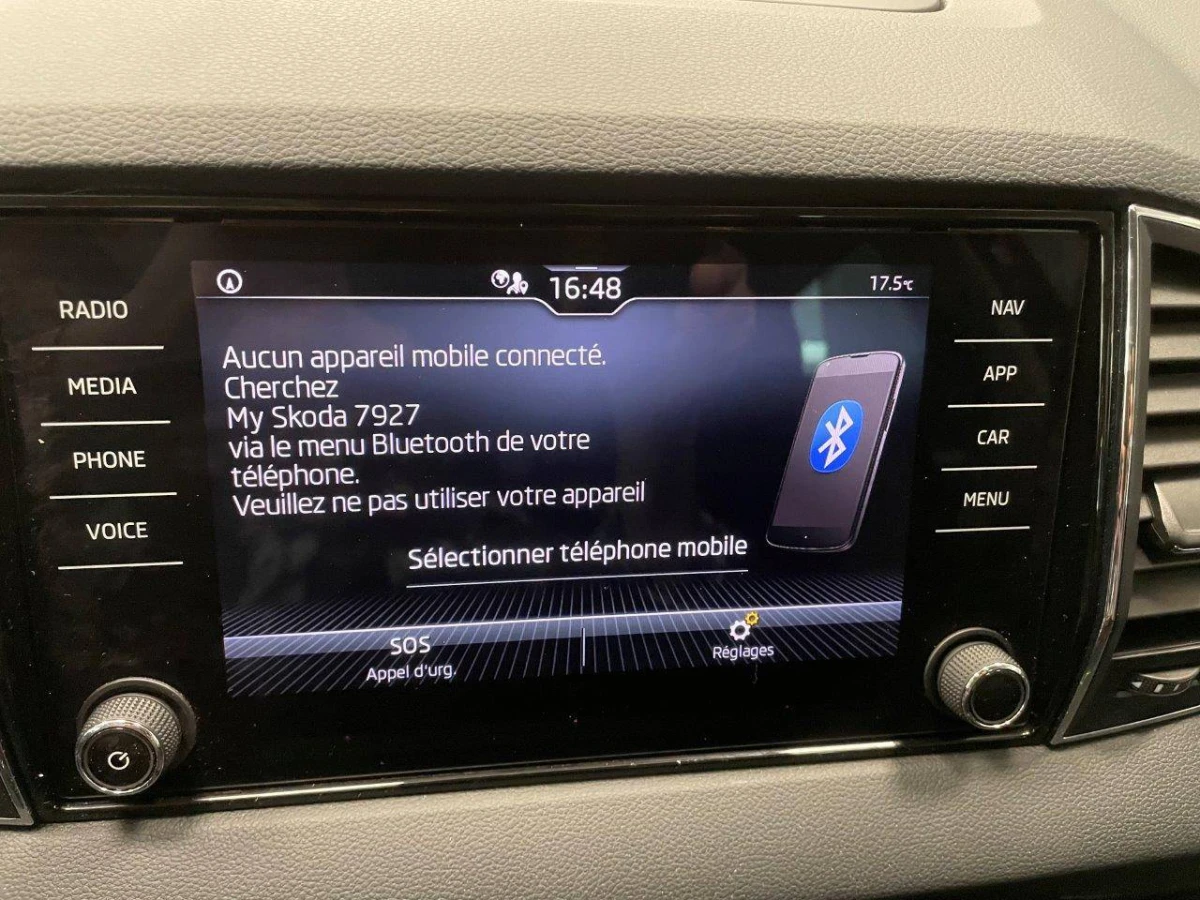 16:48
17.5°C
RADIO
MEDIA
PHONE
VOICE
Aucun appareil mobile connecté.
Cherchez
My Skoda 7927
via le menu Bluetooth de votre
téléphone.
Veuillez ne pas utiliser votre appareil
Sélectionner téléphone mobile
SOS
Appel d'urg.
Réglages
NAV
APP
CAR
MENU